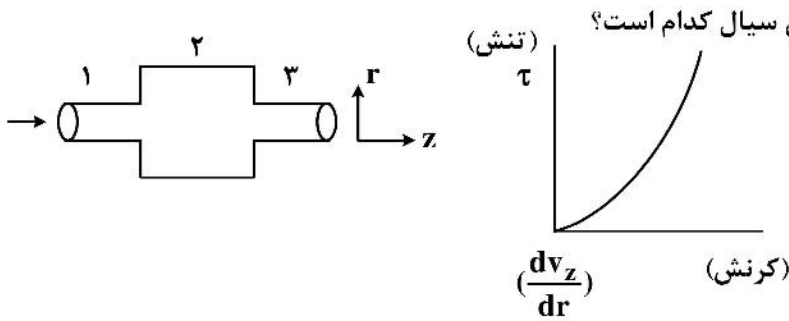 سیال کدام است؟
۱ ۲ ۳
r
z
(تنش)
τ
(dv_z/dr)
(کرنش)